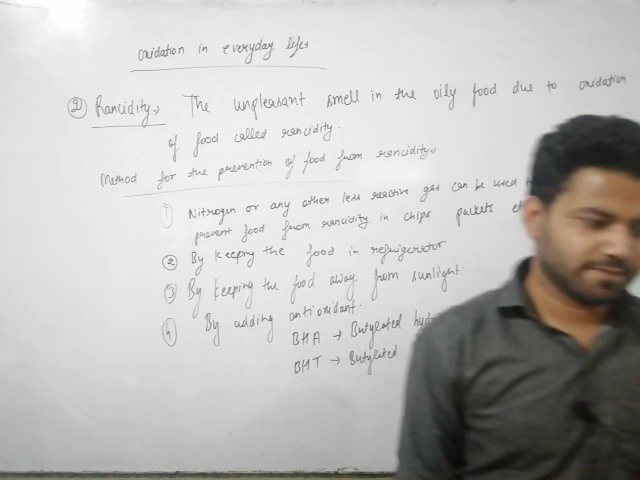 Oxidation in everyday life
② Rancidity The unpleasant smell in the oily food due to oxidation
of food called rancidity.
Method for the prevention of food from rancidity
① Nitrogen or any other less reactive gas can be used
prevent food from rancidity in chips packets
② By keeping the food in refrigerator
③ By keeping the food away from sunlight.
④ By adding antioxidant.
BHA → Butylated
BHT → Butylated